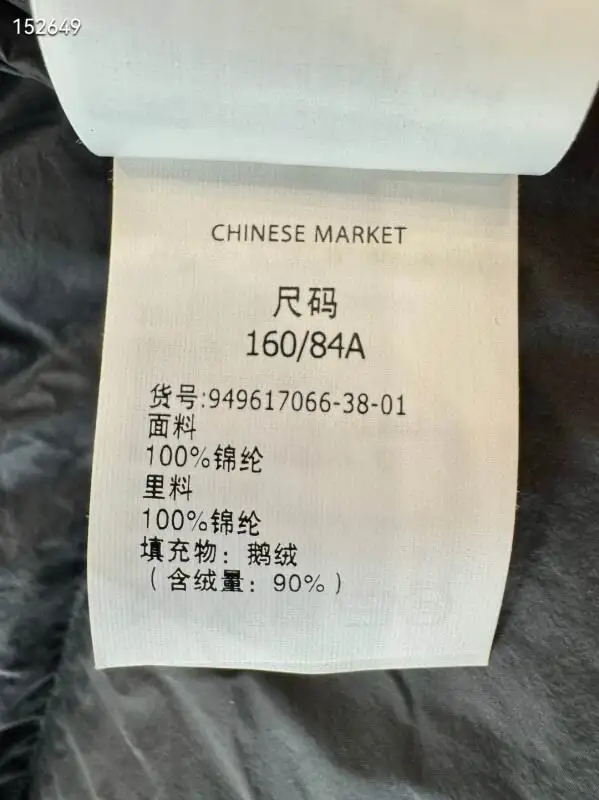 152649
CHINESE MARKET
尺码
160/84A
货号:949617066-38-01
面料
100%锦纶
里料
100%锦纶
填充物：鹅绒
（含绒量：90%）